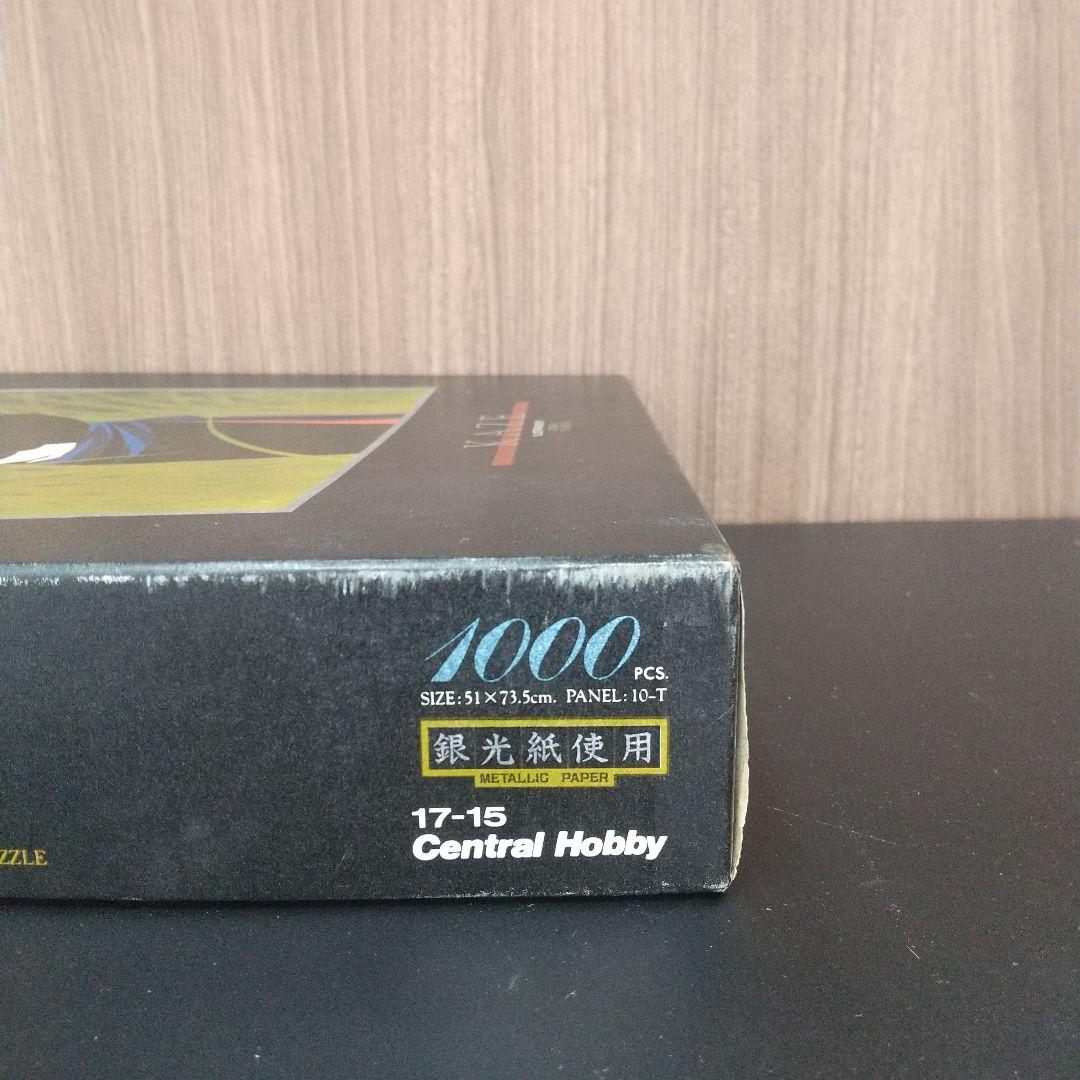 KAZE
1000 PCS.
SIZE:51×73.5cm. PANEL:10-T
銀光紙使用
METALLIC PAPER
17-15
Central Hobby
ZZLE